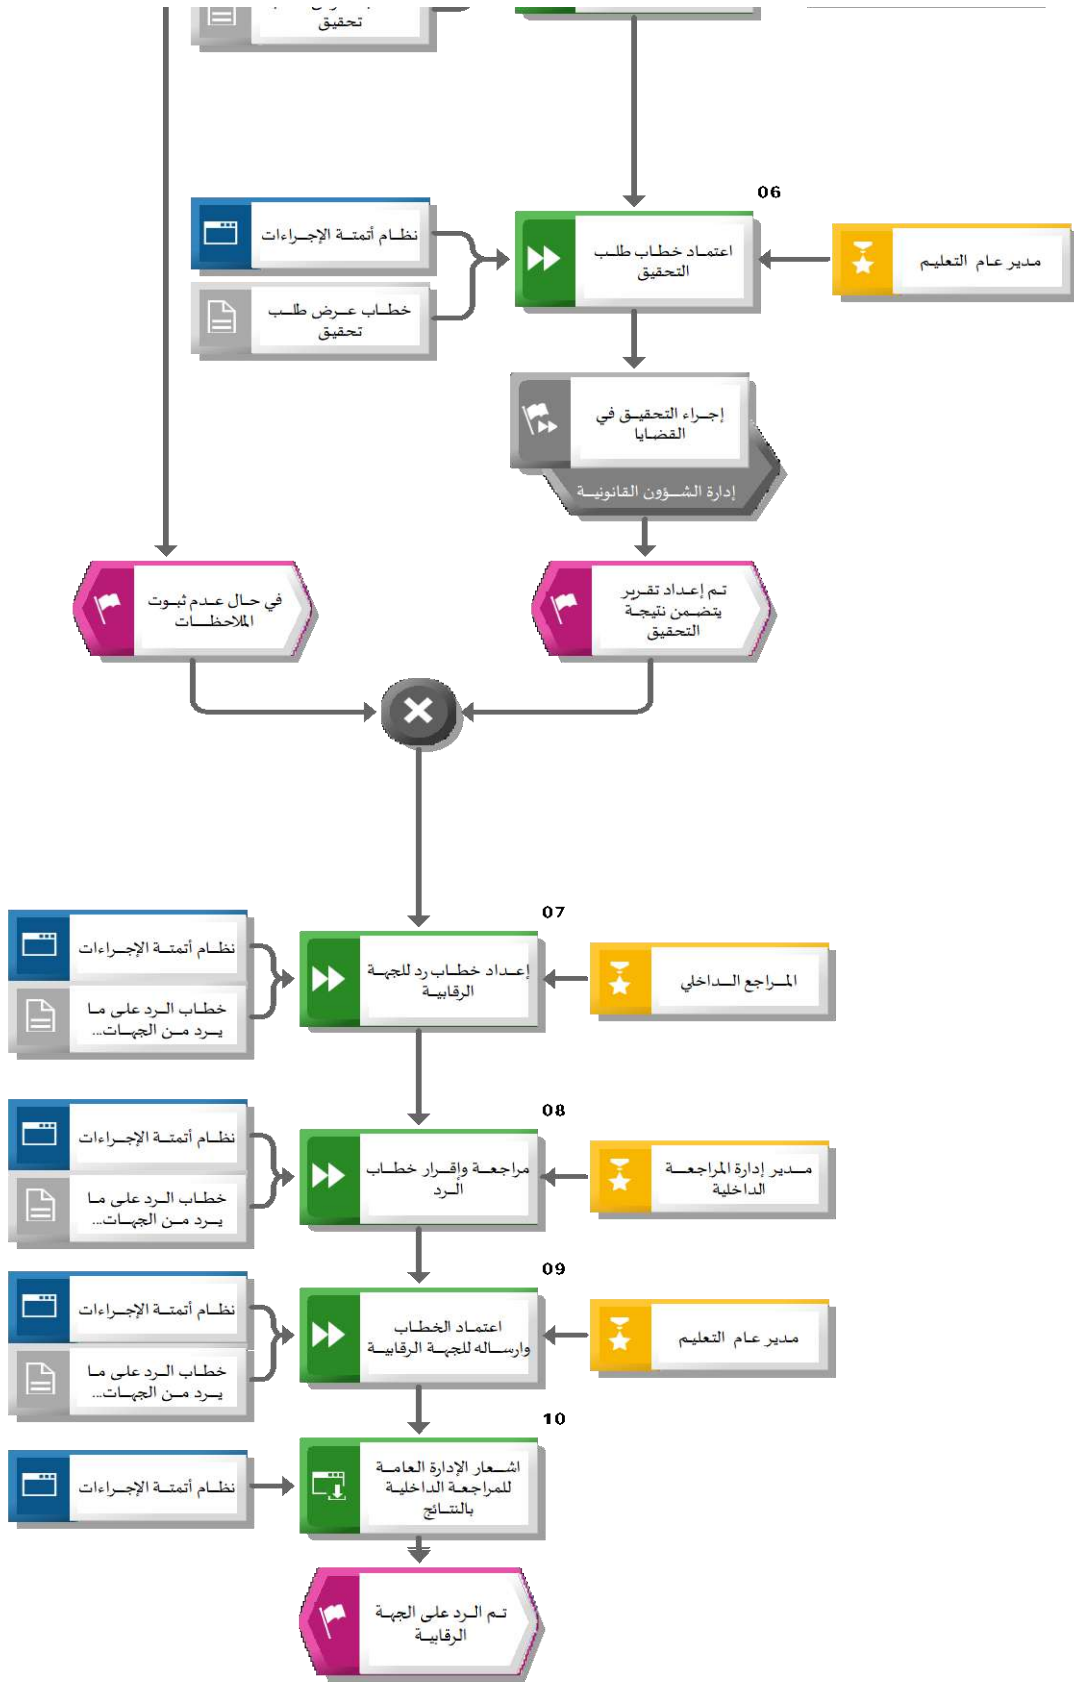 تحقيق
06
مدير عام التعليم
اعتماد خطاب طلب
التحقيق
نظام أتمتة الإجراءات
خطاب عرض طلب
تحقيق
إجراء التحقيق في
القضايا
إدارة الشؤون القانونية
تم إعداد تقرير
يتضمن نتيجة
التحقيق
في حال عدم ثبوت
الملاحظات
07
المراجع الداخلي
إعداد خطاب رد للجهة
الرقابية
نظام أتمتة الإجراءات
خطاب الرد على ما
يرد من الجهات...
08
مدير إدارة المراجعة
الداخلية
مراجعة وإقرار خطاب
الرد
نظام أتمتة الإجراءات
خطاب الرد على ما
يرد من الجهات...
09
مدير عام التعليم
اعتماد الخطاب
وارساله للجهة الرقابية
نظام أتمتة الإجراءات
خطاب الرد على ما
يرد من الجهات...
10
اشعار الإدارة العامة
للمراجعة الداخلية
بالنتائج
نظام أتمتة الإجراءات
تم الرد على الجهة
الرقابية